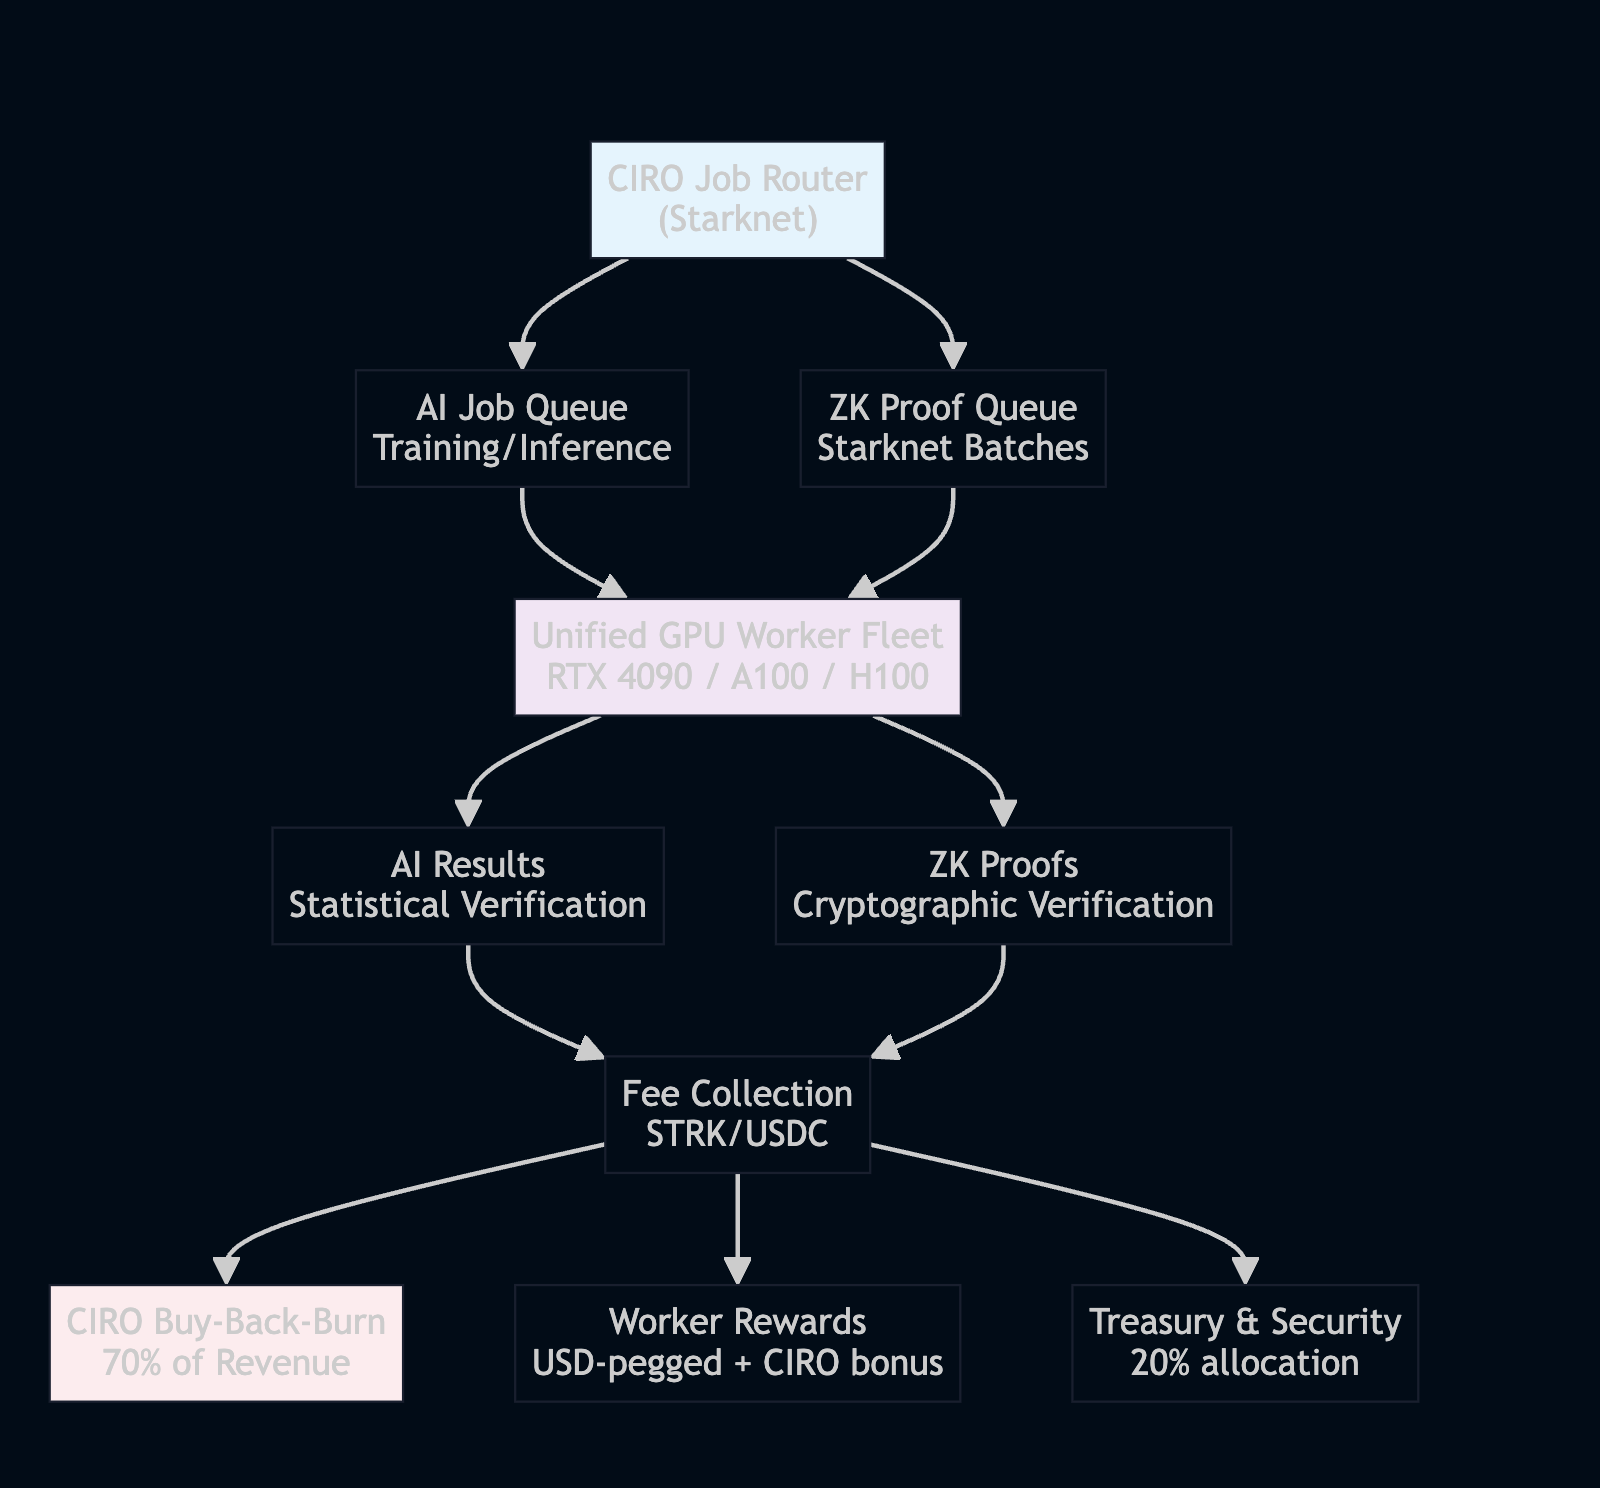 CIRO Job Router
(Starknet)
AI Job Queue
Training/Inference
ZK Proof Queue
Starknet Batches
Unified GPU Worker Fleet
RTX 4090 / A100 / H100
AI Results
Statistical Verification
ZK Proofs
Cryptographic Verification
Fee Collection
STRK/USDC
CIRO Buy-Back-Burn
70% of Revenue
Worker Rewards
USD-pegged + CIRO bonus
Treasury & Security
20% allocation